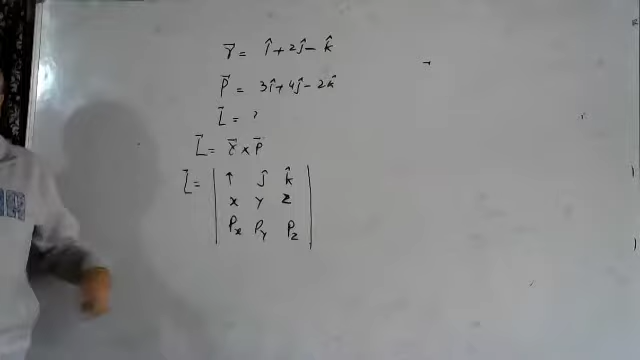 r⃗ = î + 2ĵ - k̂
P⃗ = 3î + 4ĵ - 2k̂
L⃗ = ?
L⃗ = r⃗ × P⃗
L⃗ = | î ĵ k̂ |
| x y z |
| Px Py Pz |